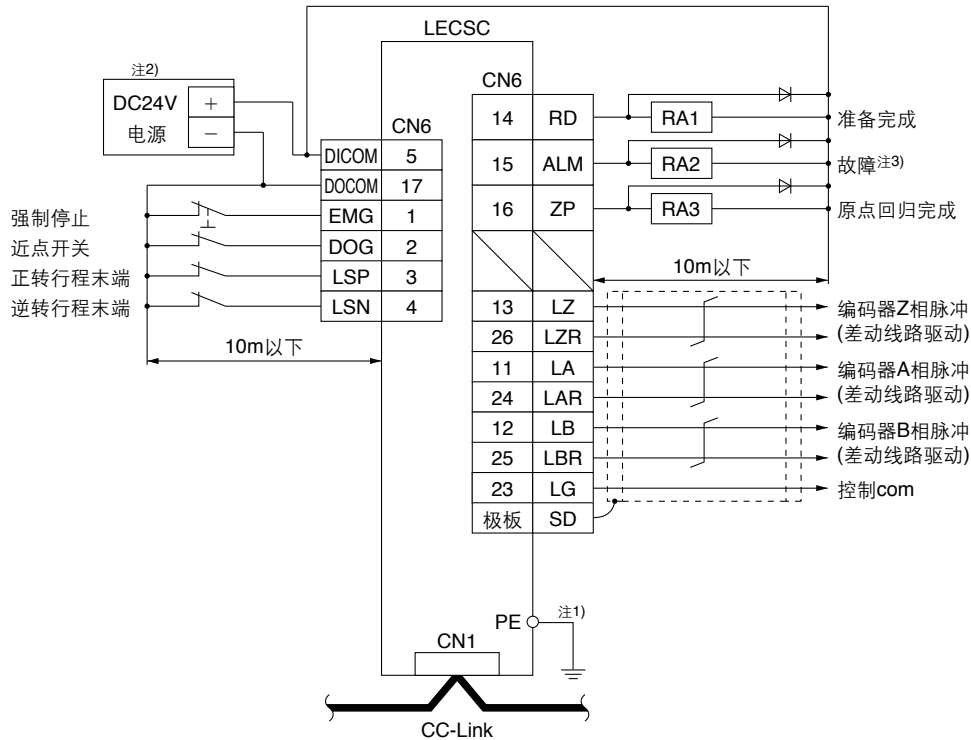 LECSC
注2)
DC24V
电源
+
−
CN6
DICOM 5
DOCOM 17
强制停止 EMG 1
近点开关 DOG 2
正转行程末端 LSP 3
逆转行程末端 LSN 4
10m以下
CN6
14 RD RA1 准备完成
15 ALM RA2 故障注3)
16 ZP RA3 原点回归完成
10m以下
13 LZ 编码器Z相脉冲
26 LZR (差动线路驱动)
11 LA 编码器A相脉冲
24 LAR (差动线路驱动)
12 LB 编码器B相脉冲
25 LBR (差动线路驱动)
23 LG 控制com
极板 SD
PE 注1)
CN1
CC-Link